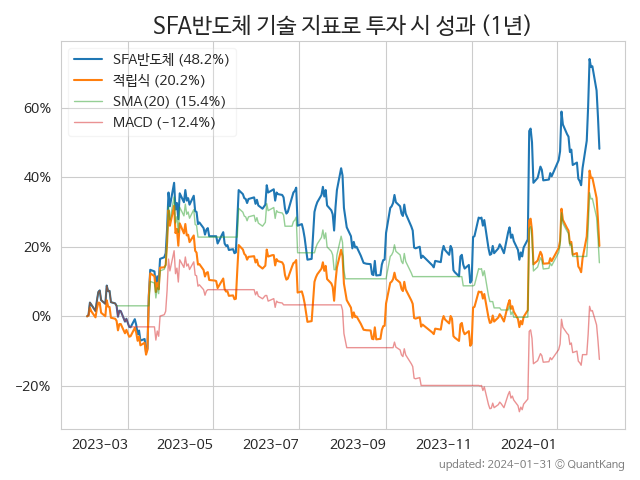 SFA반도체 기술 지표로 투자 시 성과 (1년)
SFA반도체 (48.2%)
적립식 (20.2%)
SMA(20) (15.4%)
MACD (−12.4%)
60%
40%
20%
0%
−20%
2023-03 2023-05 2023-07 2023-09 2023-11 2024-01
updated: 2024-01-31 © QuantKang